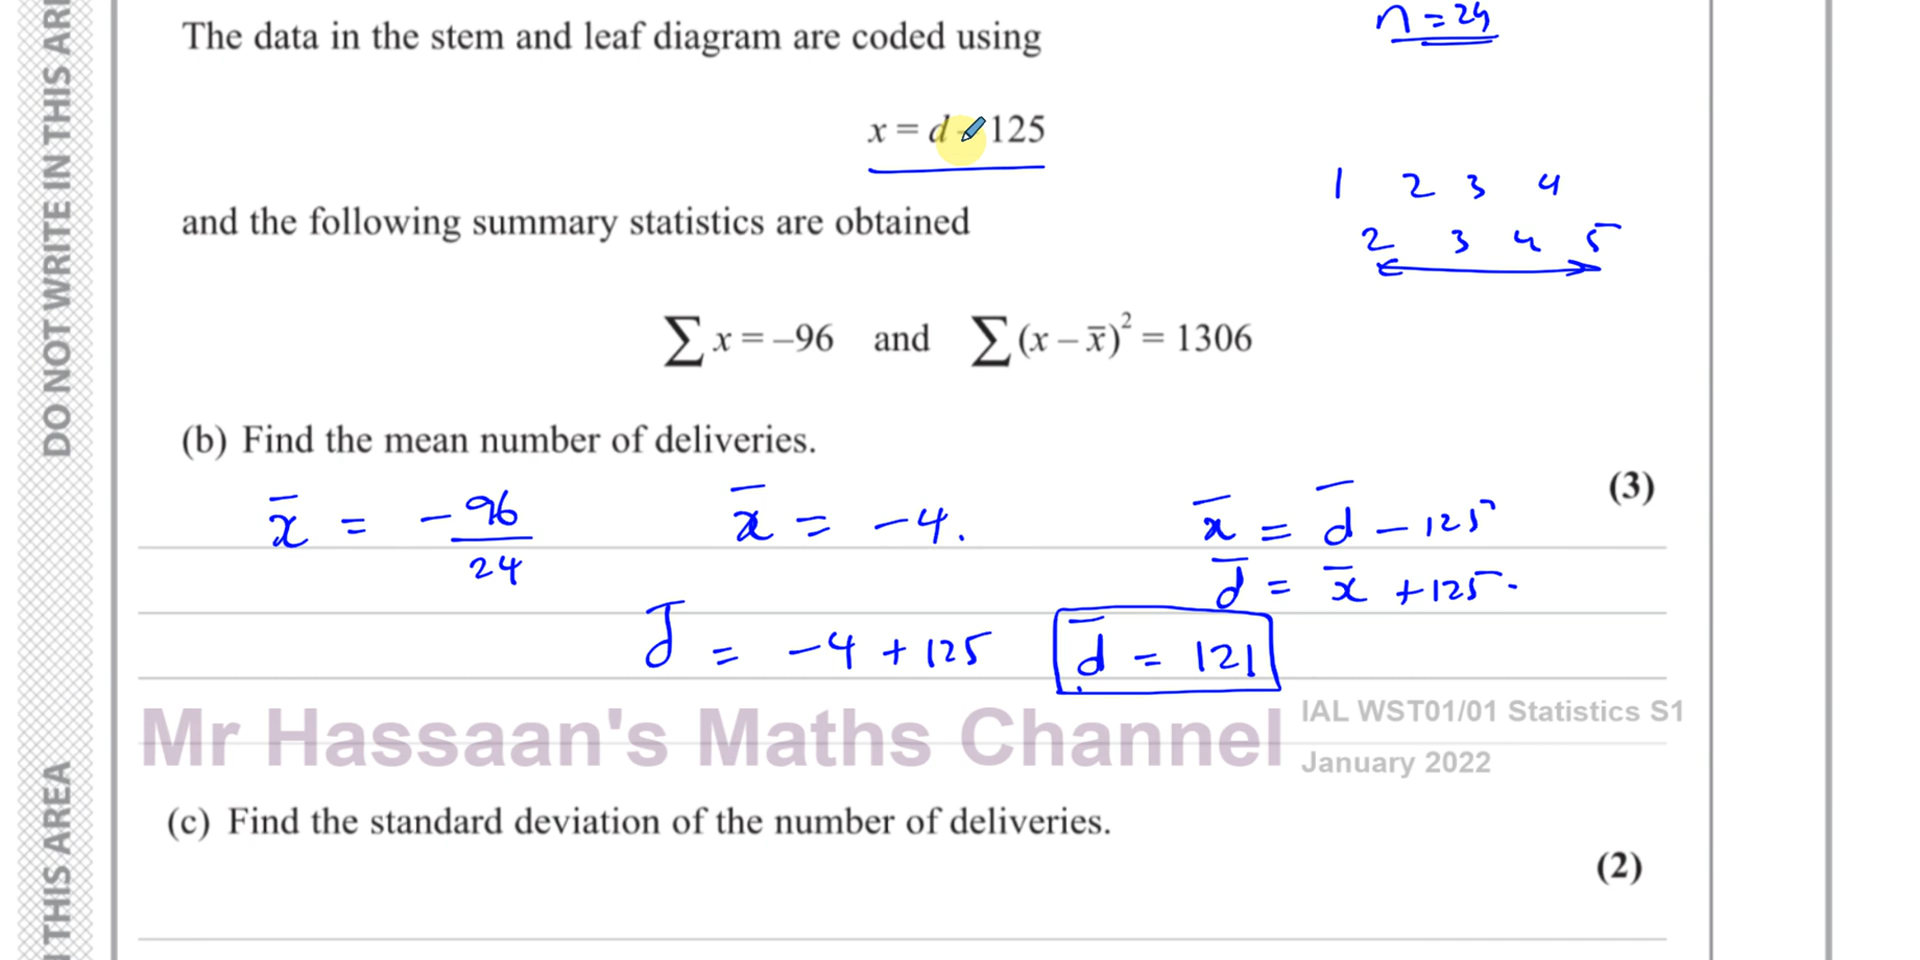 The data in the stem and leaf diagram are coded using
n = 24
x = d - 125
1 2 3 4
2 3 4 5
and the following summary statistics are obtained
∑ x = –96 and ∑ (x – x̄)² = 1306
(b) Find the mean number of deliveries.
(3)
x̄ = -96/24 x̄ = -4. x̄ = d̄ - 125
d̄ = x̄ + 125.
d̄ = -4 + 125 d̄ = 121
Mr Hassaan's Maths Channel
IAL WST01/01 Statistics S1
January 2022
(c) Find the standard deviation of the number of deliveries.
(2)
DO NOT WRITE IN THIS AR
THIS AREA